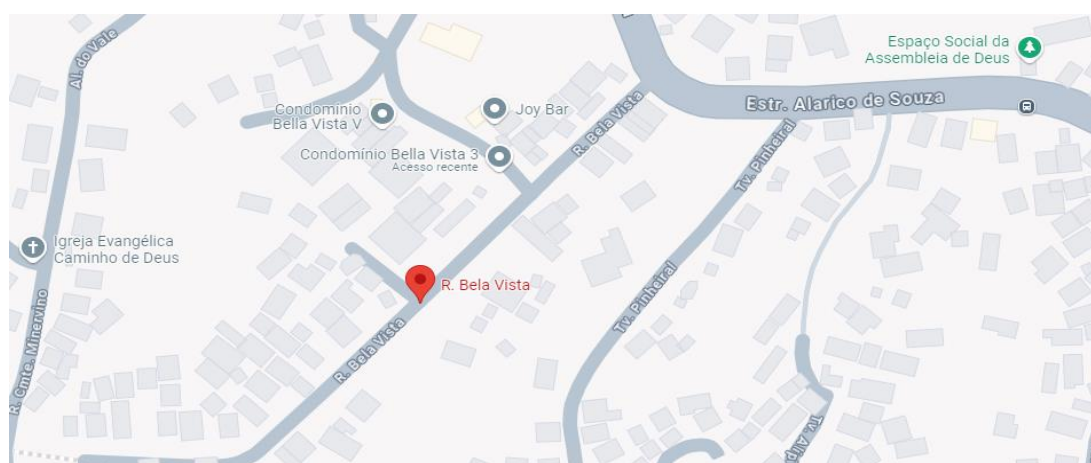 Al. do Vale
Espaço Social da
Assembleia de Deus
Estr. Alarico de Souza
Condomínio
Bella Vista V
Joy Bar
R. Bela Vista
Condomínio Bella Vista 3
Acesso recente
Tv. Pinheiral
Igreja Evangélica
Caminho de Deus
R. Bela Vista
Tv. Pinheiral
R. Cmte. Minervino
R. Bela Vista